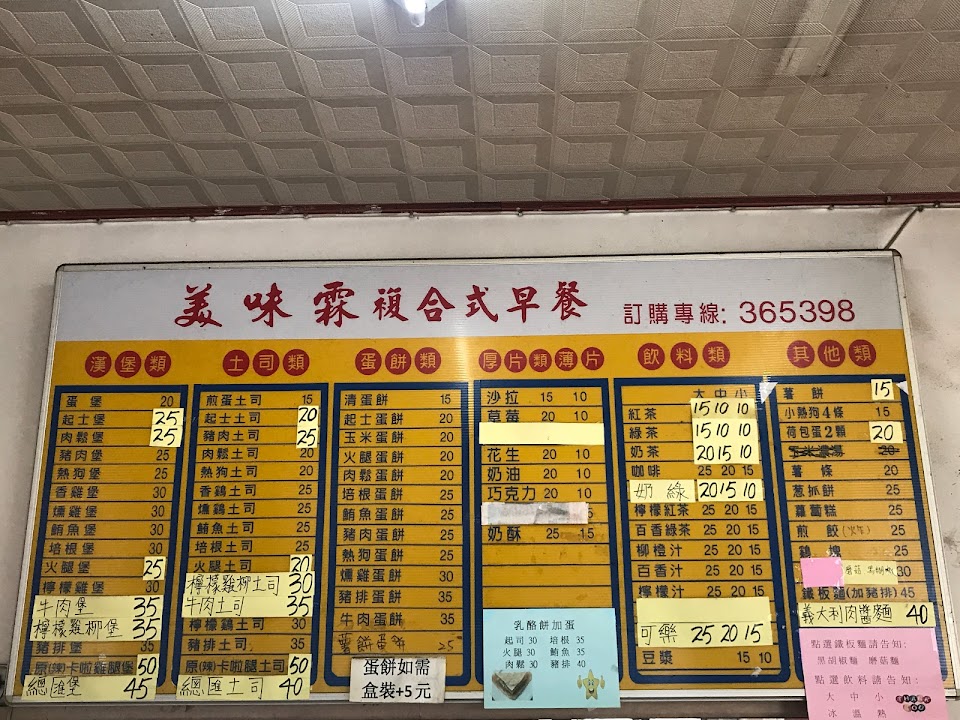 美味霖複合式早餐 訂購專線: 365398
漢堡類
蛋堡 20
起士堡 25
肉鬆堡 25
豬肉堡 25
熱狗堡 25
香雞堡 30
燻雞堡 30
鮪魚堡 30
培根堡 30
火腿堡 25
檸檬雞堡 30
牛肉堡 35
檸檬雞柳堡 35
豬排堡 35
原(辣)卡啦雞腿堡 50
總匯堡 45
土司類
煎蛋土司 15
起士土司 20
豬肉土司 25
肉鬆土司 20
熱狗土司 20
香鷄土司 25
燻鷄土司 25
鮪魚土司 25
培根土司 25
火腿土司 20
檸檬雞柳土司 30
牛肉土司 35
檸檬鷄土司 30
豬排土司 35
原(辣)卡啦土司 50
總匯土司 40
蛋餅類
清蛋餅 15
起士蛋餅 20
玉米蛋餅 20
火腿蛋餅 20
肉鬆蛋餅 20
培根蛋餅 25
鮪魚蛋餅 25
豬肉蛋餅 25
熱狗蛋餅 25
燻雞蛋餅 30
豬排蛋餅 35
牛肉蛋餅 35
25
蛋餅如需
盒裝+5元
厚片類薄片
沙拉 15 10
草莓 20 10
花生 20 10
奶油 20 10
巧克力 20 10
奶酥 25 15
乳酪餅加蛋
起司 30 培根 35
火腿 30 鮪魚 35
肉鬆 30 豬排 40
飲料類
大 中 小
紅茶 15 10 10
綠茶 15 10 10
奶茶 20 15 10
咖啡 25 20 15
奶綠 20 15 10
檸檬紅茶 25 20 15
百香綠茶 25 20 15
柳橙汁 25 20 15
百香汁 25 20 15
檸檬汁 25 20 15
可樂 25 20 15
豆漿 15 10
其他類
薯餅 15
小熱狗4條 15
荷包蛋2顆 20
薯條 20
蔥抓餅 25
蘿蔔糕 25
煎餃 25
鷄塊 25
蘑菇 30
鐵板麵(加豬排) 45
義大利肉醬麵 40
點選鐵板麵請告知:
黑胡椒麵 磨菇麵
點選飲料請告知:
大 中 小
冰 溫 熱
THANK
YOU